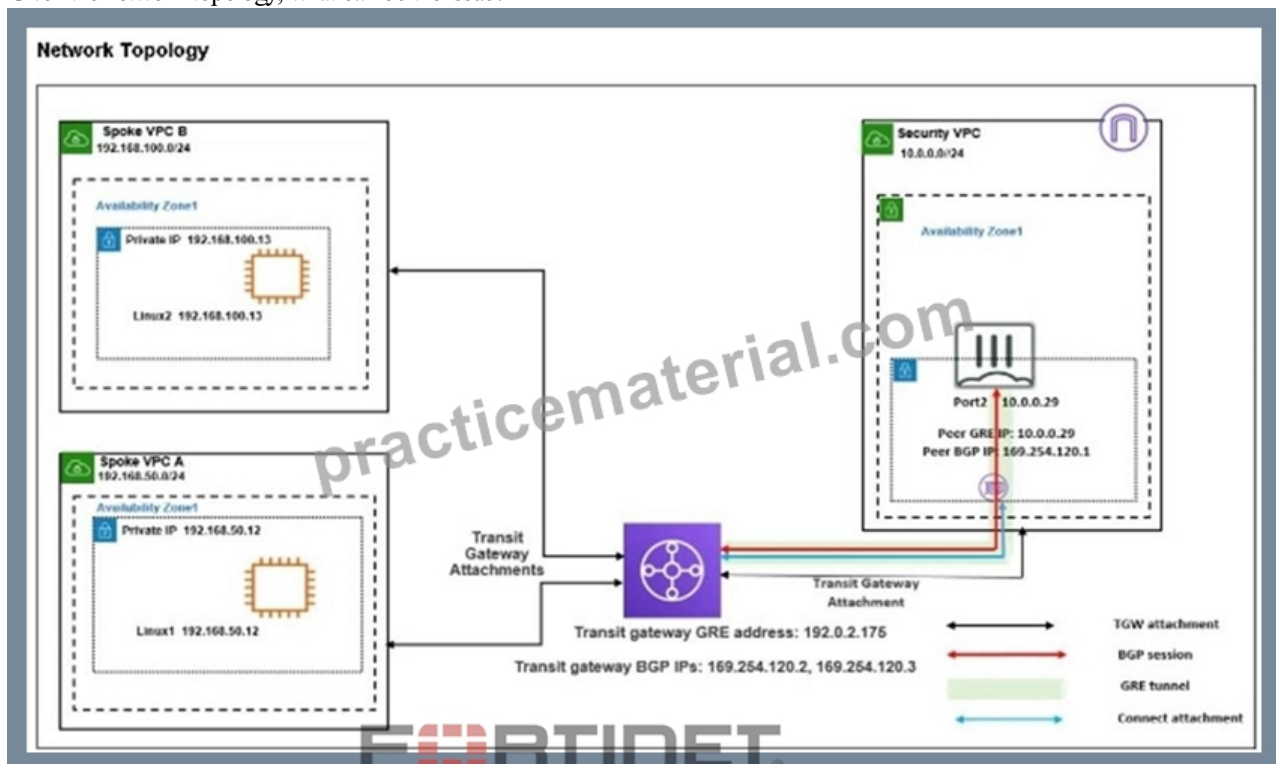 Network Topology
Spoke VPC B
192.168.100.0/24
Availability Zone1
Private IP 192.168.100.13
Linux2 192.168.100.13
Spoke VPC A
192.168.50.0/24
Availability Zone1
Private IP 192.168.50.12
Linux1 192.168.50.12
Transit
Gateway
Attachments
Security VPC
10.0.0.0/24
Availability Zone1
Port2 10.0.0.29
Peer GRE IP: 10.0.0.29
Peer BGP IP: 169.254.120.1
Transit Gateway
Attachment
Transit gateway GRE address: 192.0.2.175
Transit gateway BGP IPs: 169.254.120.2, 169.254.120.3
TGW attachment
BGP session
GRE tunnel
Connect attachment
practicematerial.com
FORTINET